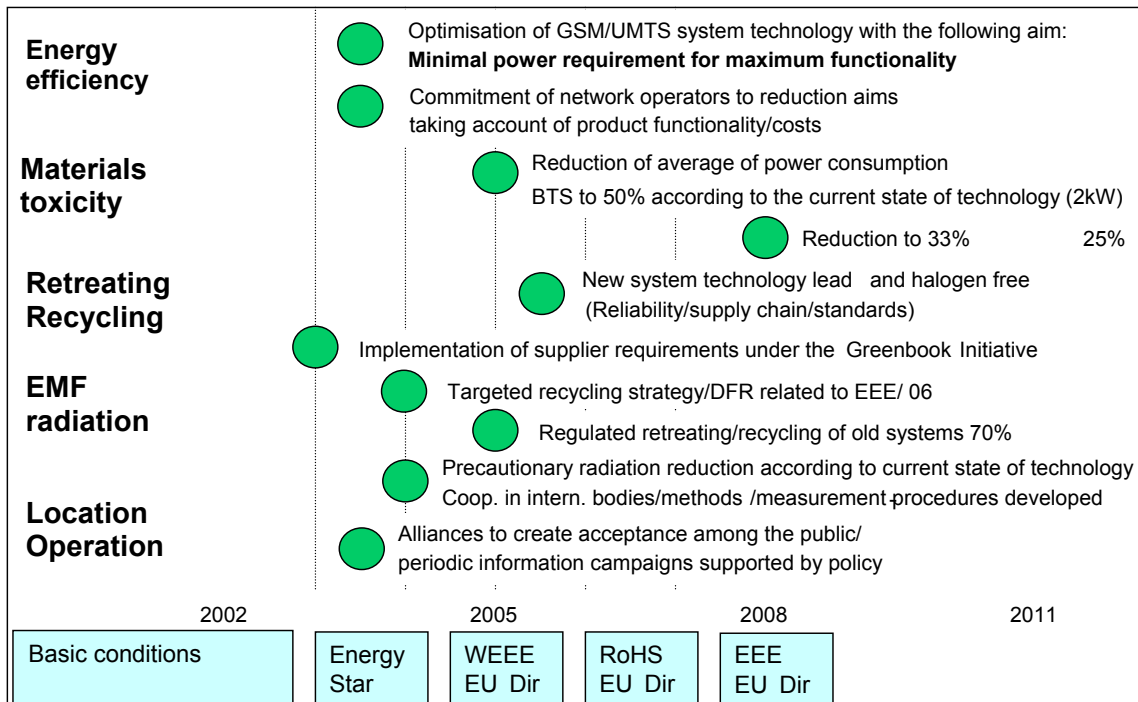 Energy
efficiency
Optimisation of GSM/UMTS system technology with the following aim:
Minimal power requirement for maximum functionality
Commitment of network operators to reduction aims
taking account of product functionality/costs
Materials
toxicity
Reduction of average of power consumption
BTS to 50% according to the current state of technology (2kW)
Reduction to 33% 25%
Retreating
Recycling
New system technology lead and halogen free
(Reliability/supply chain/standards)
Implementation of supplier requirements under the Greenbook Initiative
EMF
radiation
Targeted recycling strategy/DFR related to EEE/ 06
Regulated retreating/recycling of old systems 70%
Precautionary radiation reduction according to current state of technology
Coop. in intern. bodies/methods /measurement-procedures developed
Location
Operation
Alliances to create acceptance among the public/
periodic information campaigns supported by policy
2002 2005 2008 2011
Basic conditions
Energy
Star
WEEE
EU Dir
RoHS
EU Dir
EEE
EU Dir